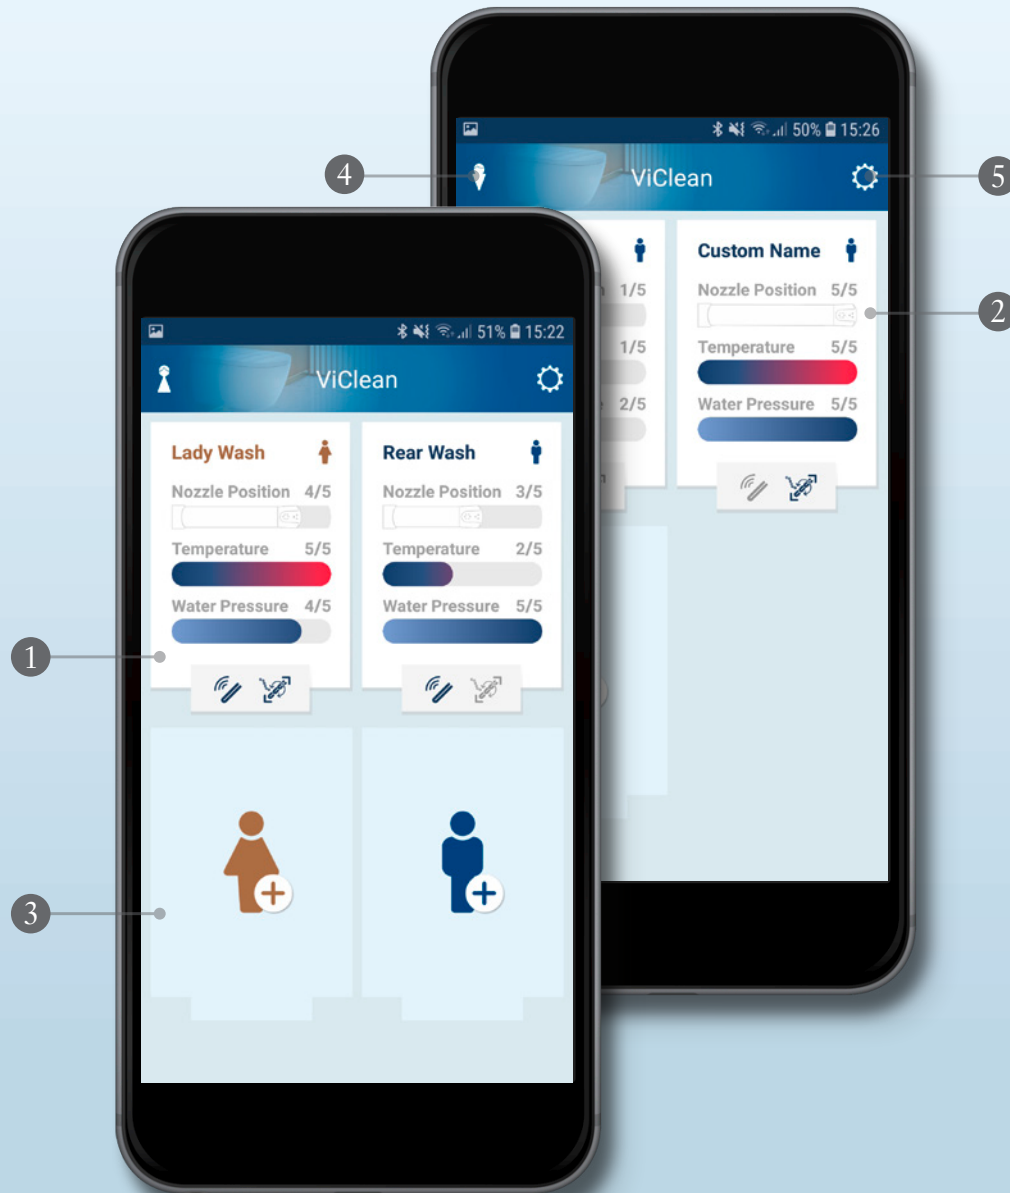 50% 15:26
4
ViClean
5
Custom Name
1/5
Nozzle Position 5/5
2
1/5
Temperature 5/5
2/5
Water Pressure 5/5
51% 15:22
ViClean
Lady Wash
Nozzle Position 4/5
Temperature 5/5
Water Pressure 4/5
Rear Wash
Nozzle Position 3/5
Temperature 2/5
Water Pressure 5/5
1
3